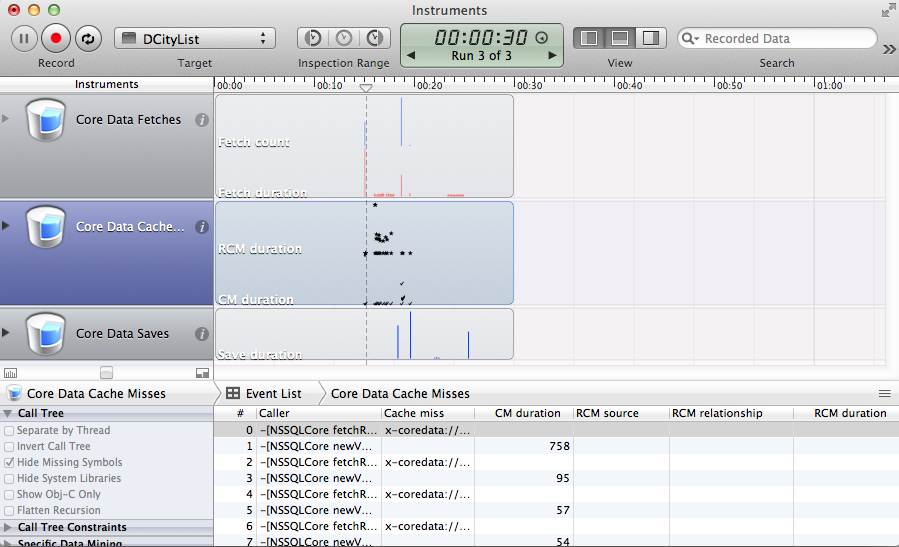 Instruments
DCityList
00:00:30
Run 3 of 3
Recorded Data
Record
Target
Inspection Range
View
Search
Instruments
00:00
00:10
00:20
00:30
00:40
00:50
01:00
Core Data Fetches
Fetch count
Fetch duration
Core Data Cache...
RCM duration
CM duration
Core Data Saves
Save duration
Core Data Cache Misses
Event List
Core Data Cache Misses
Call Tree
Separate by Thread
Invert Call Tree
Hide Missing Symbols
Hide System Libraries
Show Obj-C Only
Flatten Recursion
Call Tree Constraints
Specific Data Mining
# Caller Cache miss CM duration RCM source RCM relationship RCM duration
0 -[NSSQLCore fetchR... x-coredata://...
1 -[NSSQLCore newV... 758
2 -[NSSQLCore fetchR... x-coredata://...
3 -[NSSQLCore newV... 95
4 -[NSSQLCore fetchR... x-coredata://...
5 -[NSSQLCore newV... 57
6 -[NSSQLCore fetchR... x-coredata://...
7 -[NSSQLCore newV... 54